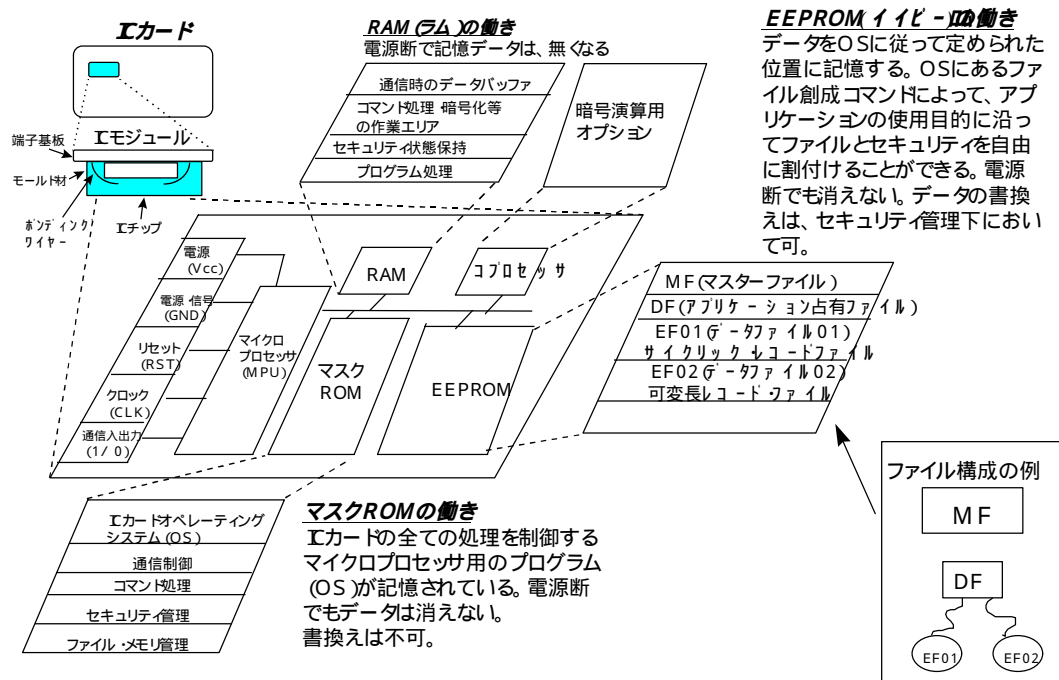 ICカード
ICモジュール
端子基板
モールド材
ボンディング
ワイヤー
ICチップ
RAM(ラム)の働き
電源断で記憶データは、無くなる
通信時のデータバッファ
コマンド処理・暗号化等
の作業エリア
セキュリティ状態保持
プログラム処理
暗号演算用
オプション
EEPROM(イイピーロム)の働き
データをOSに従って定められた
位置に記憶する。OSにあるファ
イル創成コマンドによって、アプ
リケーションの使用目的に沿っ
てファイルとセキュリティを自由
に割付けることができる。電源
断でも消えない。データの書換
えは、セキュリティ管理下におい
て可。
電源
(Vcc)
電源・信号
(GND)
リセット
(RST)
クロック
(CLK)
通信入出力
(1/0)
マイクロ
プロセッサ
(MPU)
RAM
コプロセッサ
マスク
ROM
EEPROM
MF(マスターファイル)
DF(アプリケーション占有ファイル)
EF01(データファイル01)
サイクリック・レコードファイル
EF02(データファイル02)
可変長レコード・ファイル
ICカードオペレーティング
システム(OS)
通信制御
コマンド処理
セキュリティ管理
ファイル・メモリ管理
マスクROMの働き
ICカードの全ての処理を制御する
マイクロプロセッサ用のプログラム
(OS)が記憶されている。電源断
でもデータは消えない。
書換えは不可。
ファイル構成の例
MF
DF
EF01
EF02